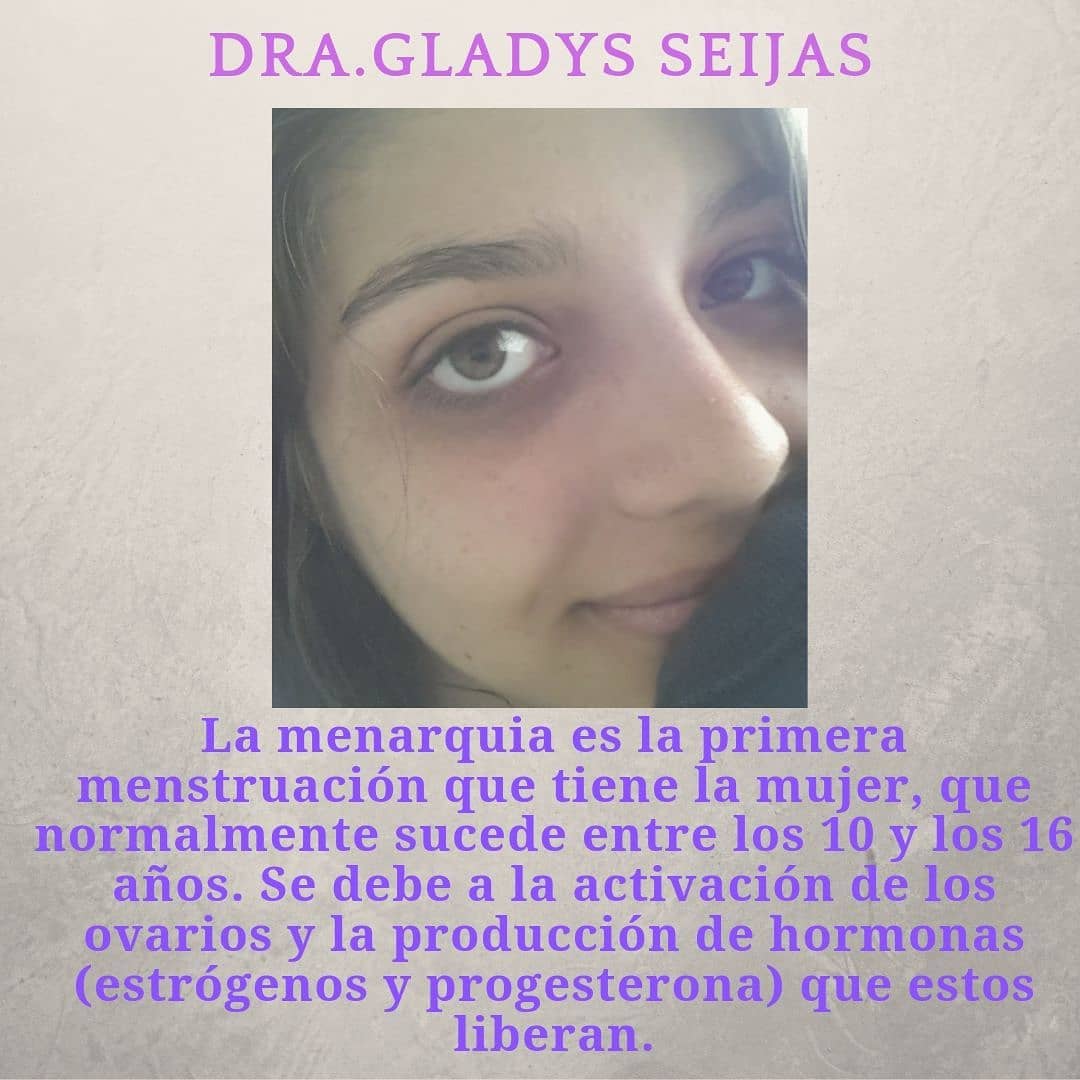 DRA.GLADYS SEIJAS
La menarquia es la primera
menstruación que tiene la mujer, que
normalmente sucede entre los 10 y los 16
años. Se debe a la activación de los
ovarios y la producción de hormonas
(estrógenos y progesterona) que estos
liberan.